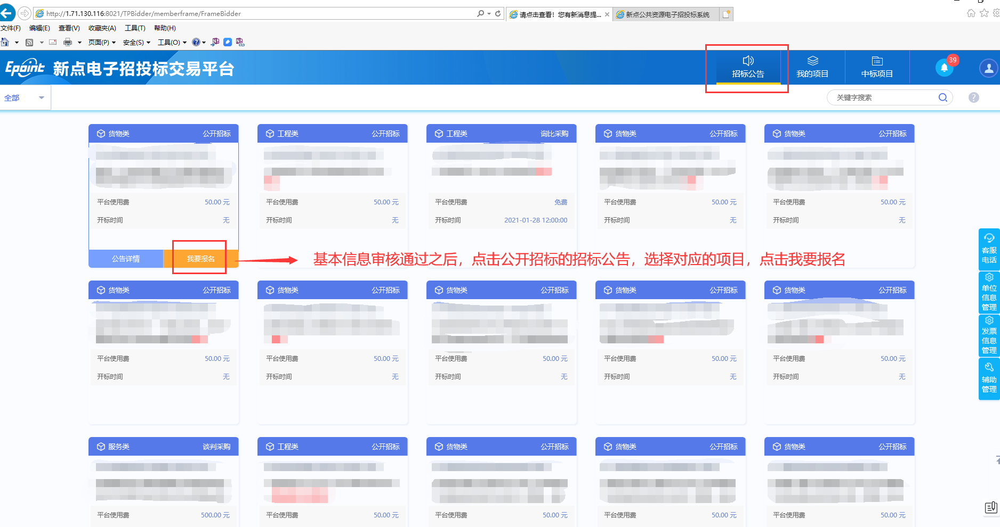 http://1.71.130.116:8021/TPBidder/memberframe/FrameBidder
请点击查看！您有新消息提...
新点公共资源电子招投标系统
文件(F) 编辑(E) 查看(V) 收藏夹(A) 工具(T) 帮助(H)
页面(P) 安全(S) 工具(O)
Epoint 新点电子招投标交易平台
招标公告
我的项目
中标项目
39
全部
关键字搜索
货物类 公开招标
工程类 公开招标
工程类 询比采购
货物类 公开招标
货物类 公开招标
平台使用费 50.00 元
平台使用费 50.00 元
平台使用费 免费
平台使用费 50.00 元
平台使用费 50.00 元
开标时间 无
开标时间 无
开标时间 2021-01-28 12:00:00
开标时间 无
开标时间 无
公告详情
我要报名
基本信息审核通过之后，点击公开招标的招标公告，选择对应的项目，点击我要报名
货物类 公开招标
货物类 公开招标
货物类 公开招标
货物类 公开招标
货物类 公开招标
平台使用费 50.00 元
平台使用费 50.00 元
平台使用费 50.00 元
平台使用费 50.00 元
平台使用费 50.00 元
开标时间 无
开标时间 无
开标时间 无
开标时间 无
开标时间 无
服务类 谈判采购
工程类 公开招标
货物类 公开招标
货物类 公开招标
货物类 公开招标
平台使用费 500.00 元
平台使用费 50.00 元
平台使用费 50.00 元
平台使用费 50.00 元
平台使用费 50.00 元
客服
电话
单位
信息
管理
发票
信息
管理
辅助
管理